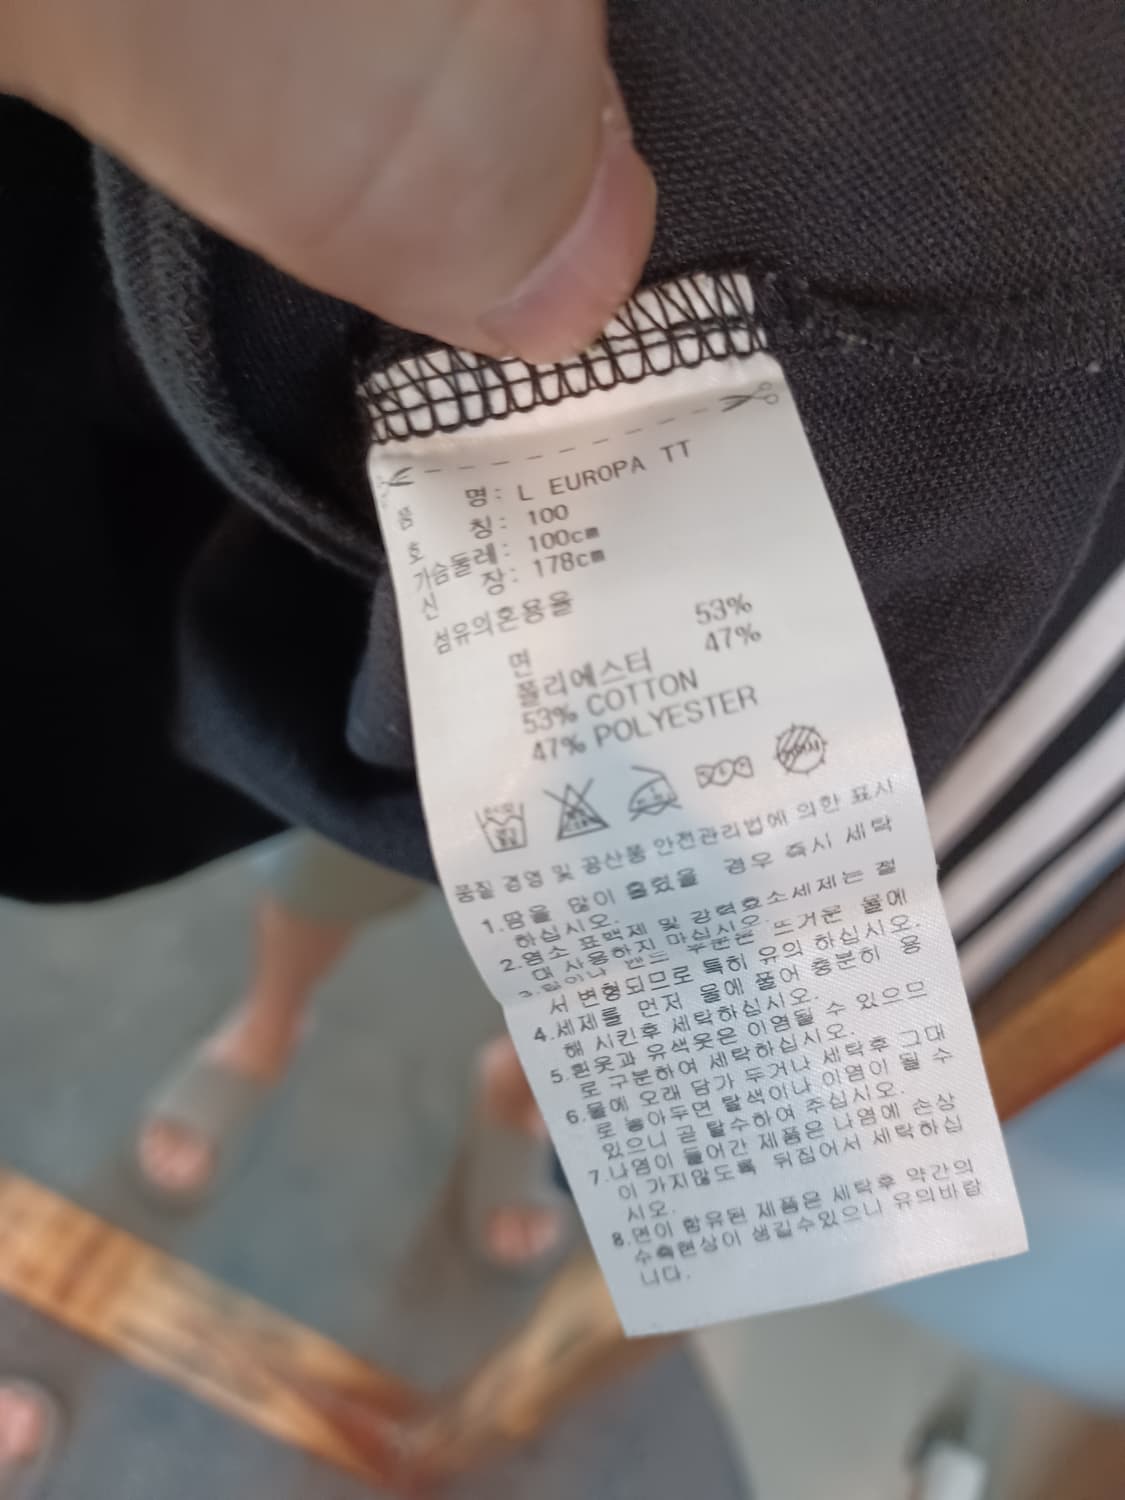 품 명: L EUROPA TT
호 칭: 100
가슴둘레: 100cm
신 장: 178cm
섬유의혼용율
면 53%
폴리에스터 47%
53% COTTON
47% POLYESTER
품질 경영 및 공산품 안전관리법에 의한 표시
1.땀을 많이 흘렸을 경우 즉시 세탁
하십시오.
2.염소 표백제 및 강력효소세제는 절
대 사용하지 마십시오.
부분은 뜨거운 물에
서 변형되므로 특히 유의 하십시오.
4.세제를 먼저 물에 풀어 충분히 용
해 시킨후 세탁하십시오.
5.흰옷과 유색옷은 이염될 수 있으므
로 구분하여 세탁하십시오.
6.물에 오래 담가 두거나 세탁후 그대
로 놓아두면 탈색이나 이염이 될 수
있으니 곧 탈수하여 주십시오.
7.나염이 들어간 제품은 나염에 손상
이 가지않도록 뒤집어서 세탁하십
시오.
8.면이 함유된 제품은 세탁후 약간의
수축현상이 생길수있으니 유의바랍
니다.